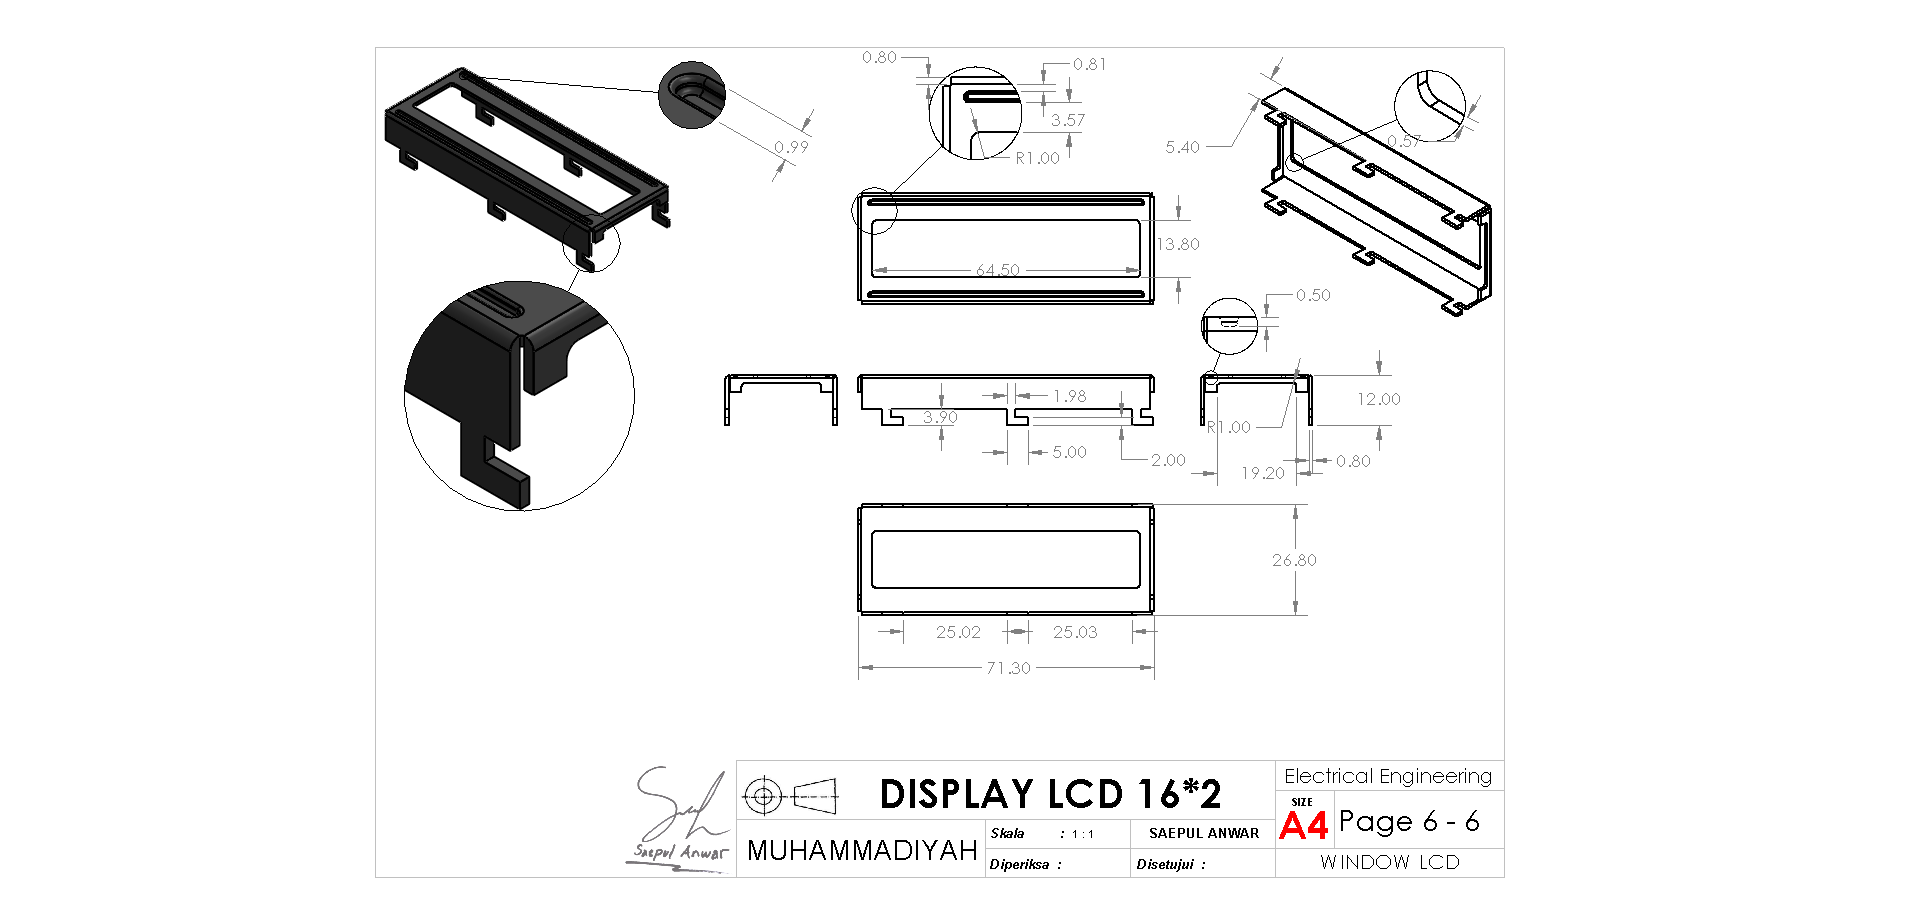 0.80
0.81
3.57
R1.00
0.99
5.40
0.57
13.80
64.50
0.50
1.98
3.90
5.00
2.00
12.00
R1.00
0.80
19.20
26.80
25.02
25.03
71.30
DISPLAY LCD 16*2
Electrical Engineering
SIZE
A4
Page 6 - 6
MUHAMMADIYAH
Skala : 1 : 1
SAEPUL ANWAR
Diperiksa :
Disetujui :
WINDOW LCD
Saepul Anwar